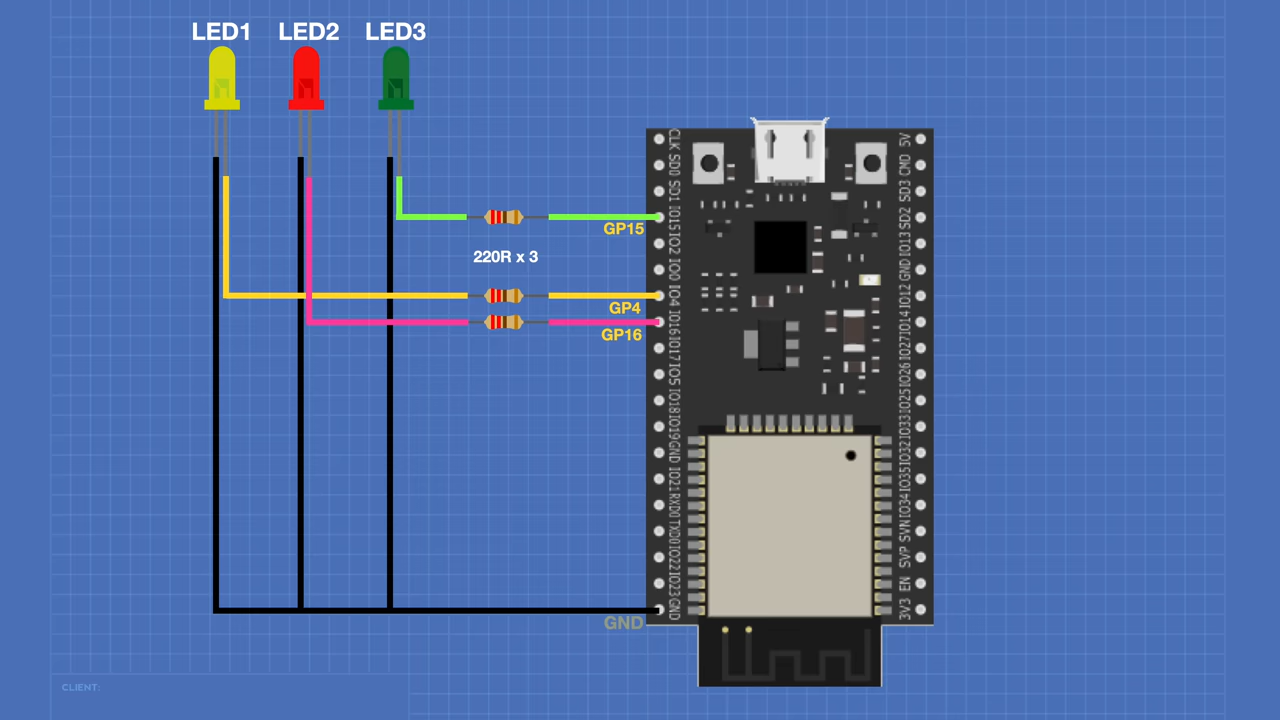 LED1 LED2 LED3
CLK
SD0
SD1
IO15
IO2
IO0
IO4
IO16
IO17
IO5
IO18
IO19
GND
IO21
RXD0
TXD0
IO22
IO23
GND
5V
CMD
SD3
SD2
IO13
GND
IO12
IO14
IO27
IO26
IO25
IO33
IO32
IO35
IO34
SVN
SVP
EN
3V3
GP15
220R x 3
GP4
GP16
GND
CLIENT: